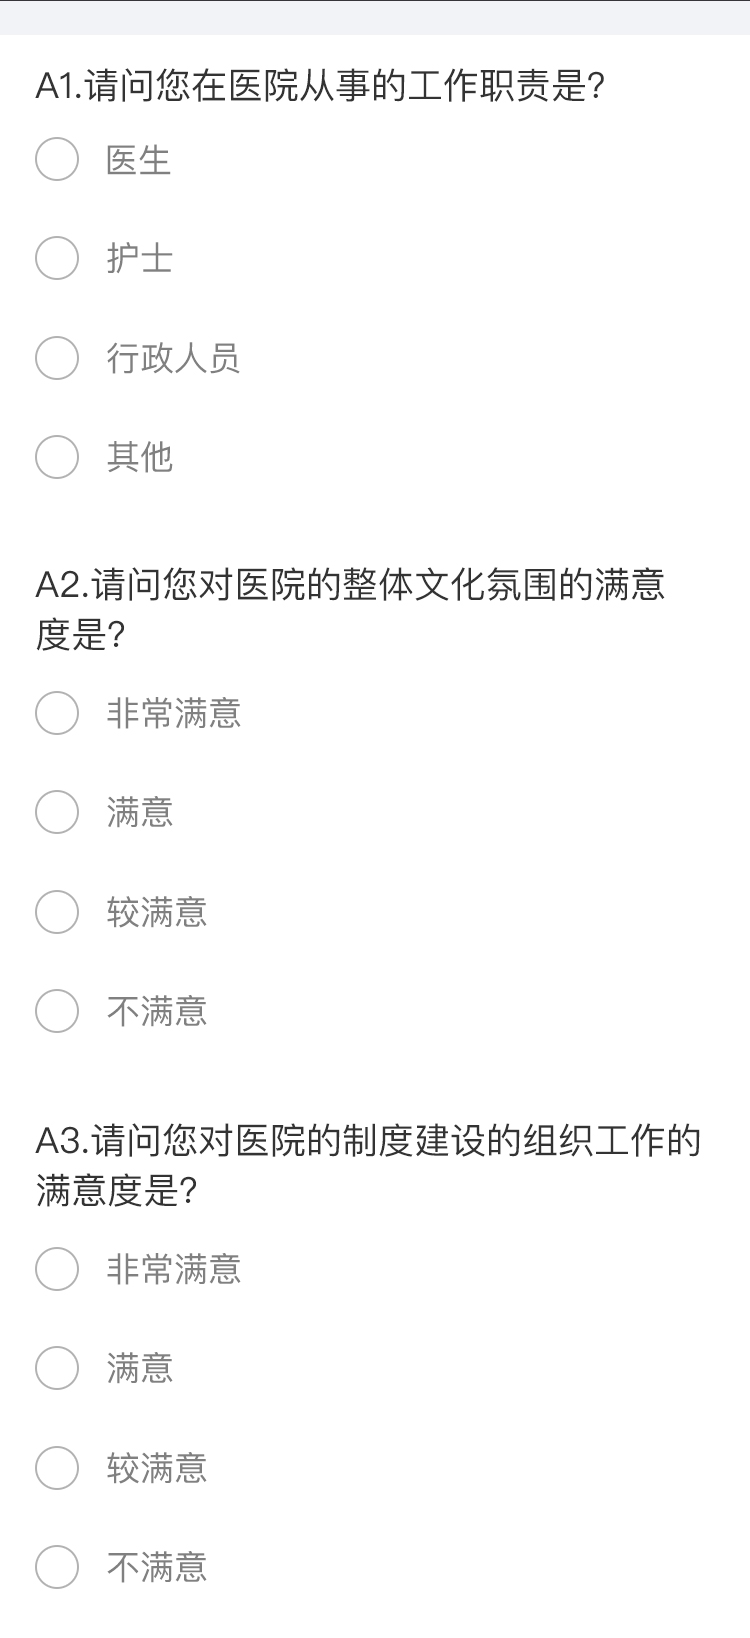 A1.请问您在医院从事的工作职责是?
医生
护士
行政人员
其他
A2.请问您对医院的整体文化氛围的满意
度是?
非常满意
满意
较满意
不满意
A3.请问您对医院的制度建设的组织工作的
满意度是?
非常满意
满意
较满意
不满意